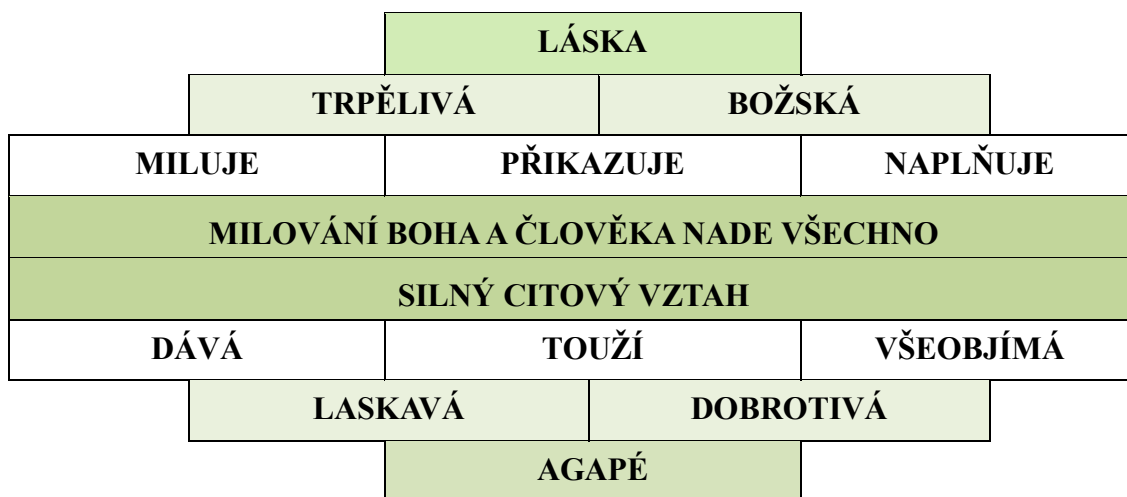 LÁSKA
TRPĚLIVÁ BOŽSKÁ
MILUJE PŘIKAZUJE NAPLŇUJE
MILOVÁNÍ BOHA A ČLOVĚKA NADE VŠECHNO
SILNÝ CITOVÝ VZTAH
DÁVÁ TOUŽÍ VŠEOBJÍMÁ
LASKAVÁ DOBROTIVÁ
AGAPÉ